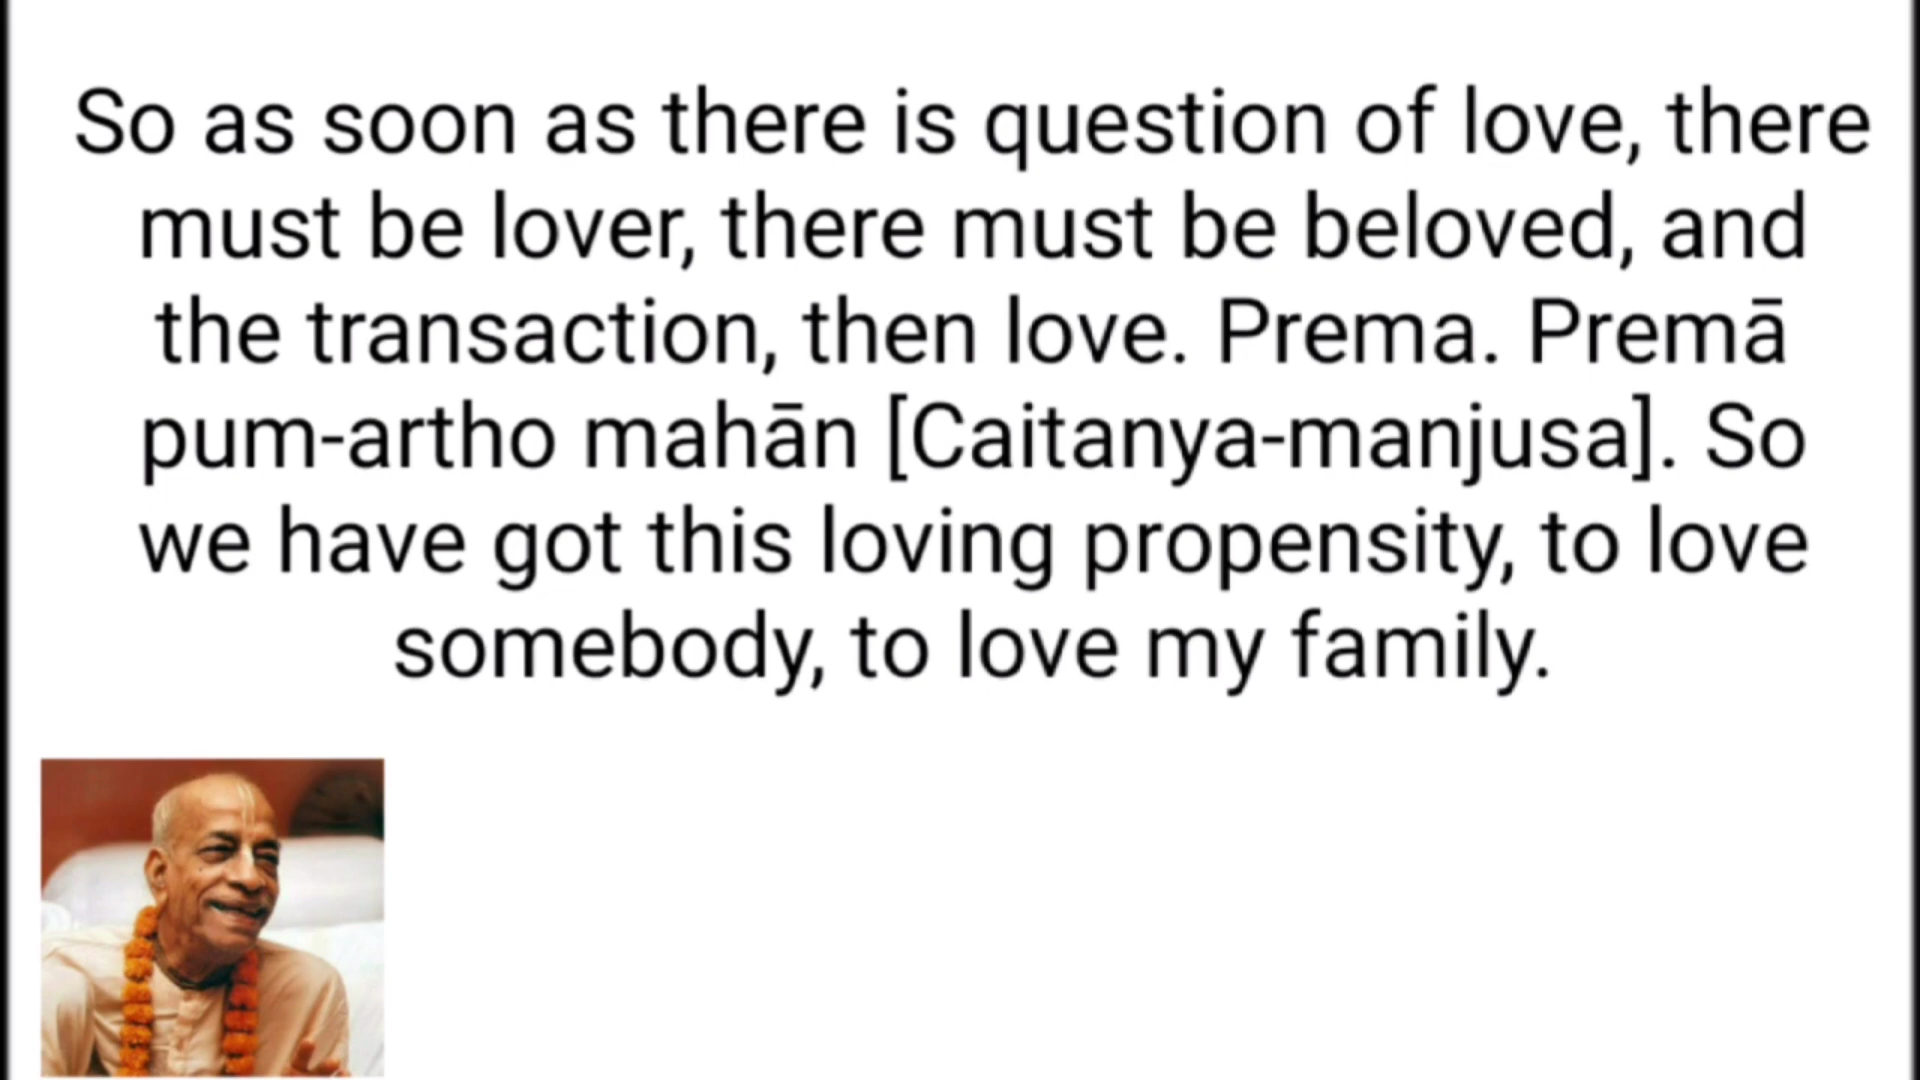 So as soon as there is question of love, there
must be lover, there must be beloved, and
the transaction, then love. Prema. Premā
pum-artho mahān [Caitanya-manjusa]. So
we have got this loving propensity, to love
somebody, to love my family.